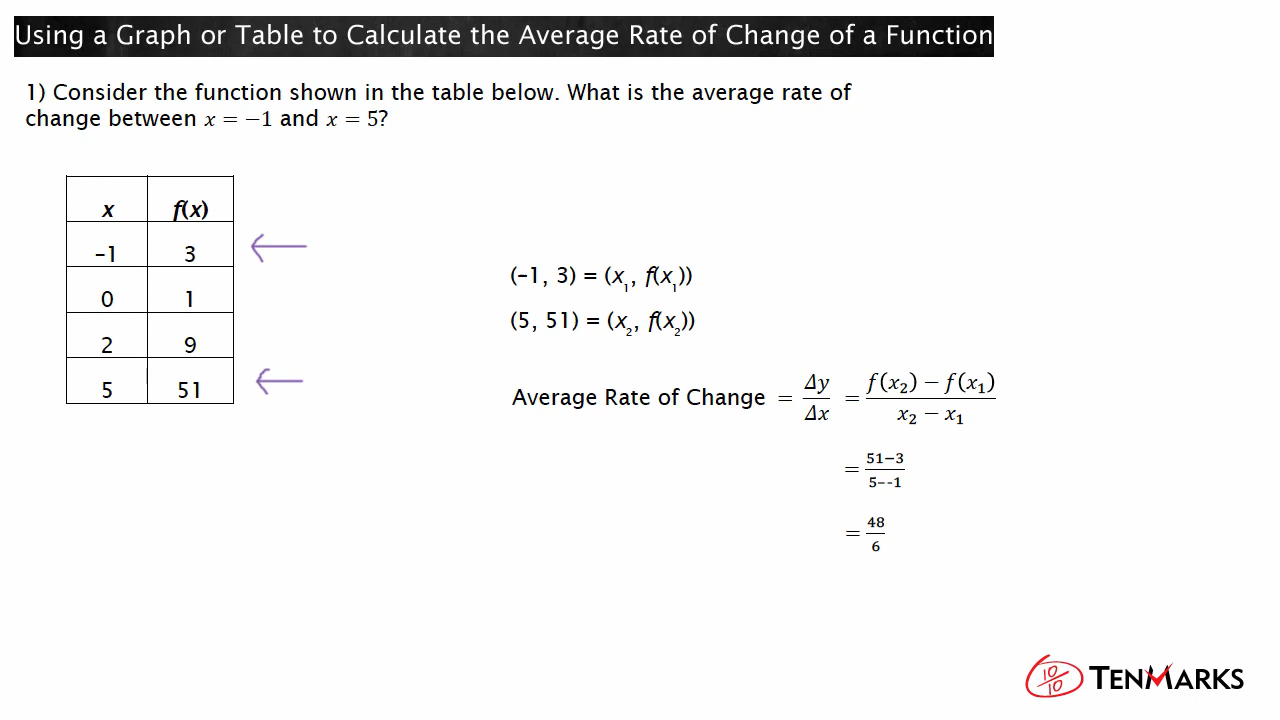 Using a Graph or Table to Calculate the Average Rate of Change of a Function
1) Consider the function shown in the table below. What is the average rate of
change between x = −1 and x = 5?
x f(x)
-1 3
0 1
2 9
5 51
(-1, 3) = (x₁, f(x₁))
(5, 51) = (x₂, f(x₂))
Average Rate of Change = Δy/Δx = f(x₂) − f(x₁)/x₂ − x₁
= 51−3/5−-1
= 48/6
10/10 TENMARKS